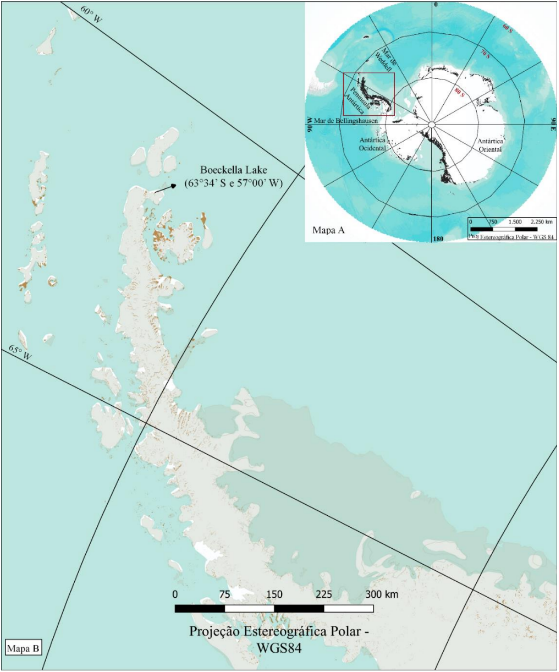 60° W
Boeckella Lake
(63°34´ S e 57°00´ W)
65° W
0 75 150 225 300 km
Projeção Estereográfica Polar -
WGS84
Mapa B
0
60 S
70 S
80 S
Mar de
Weddell
Península
Antártica
Mar de Bellingshausen
90 W
90 E
Antártica
Ocidental
Antártica
Oriental
180
Mapa A
0 750 1.500 2.250 km
Estereográfica Polar - WGS 84